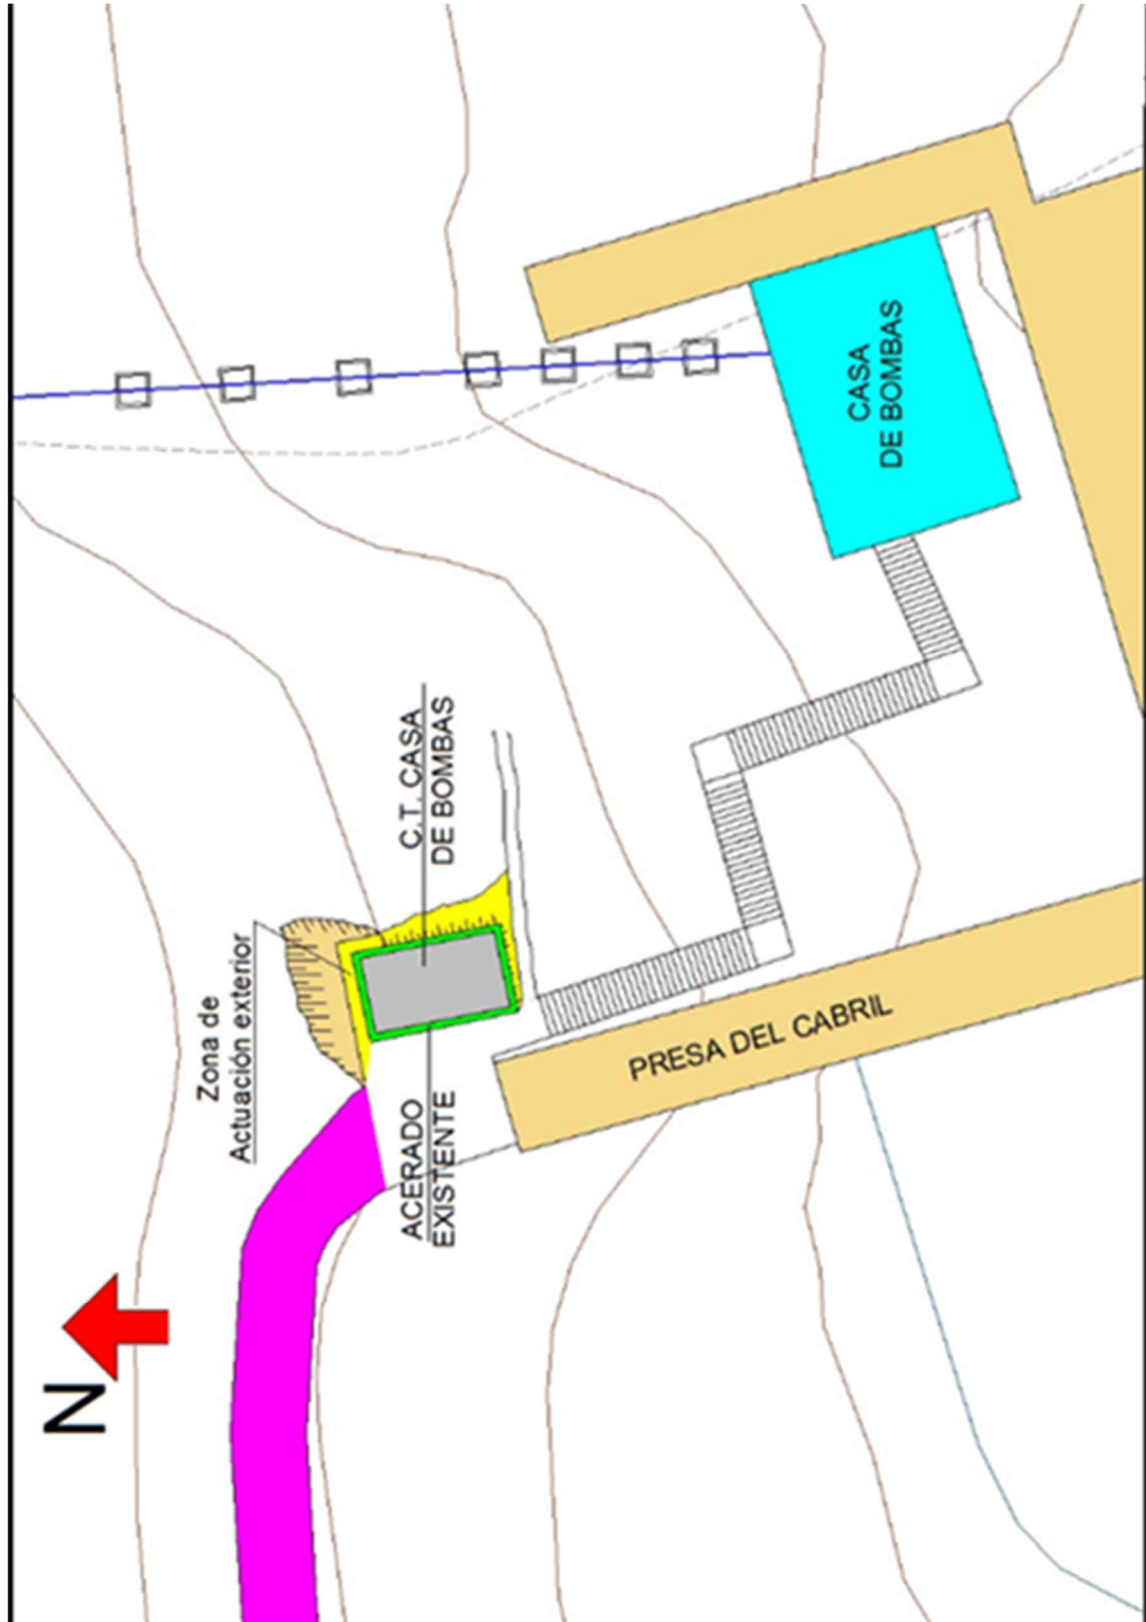 CASA
DE BOMBAS
C.T. CASA
DE BOMBAS
Zona de
Actuación exterior
PRESA DEL CABRIL
ACERADO
EXISTENTE
N